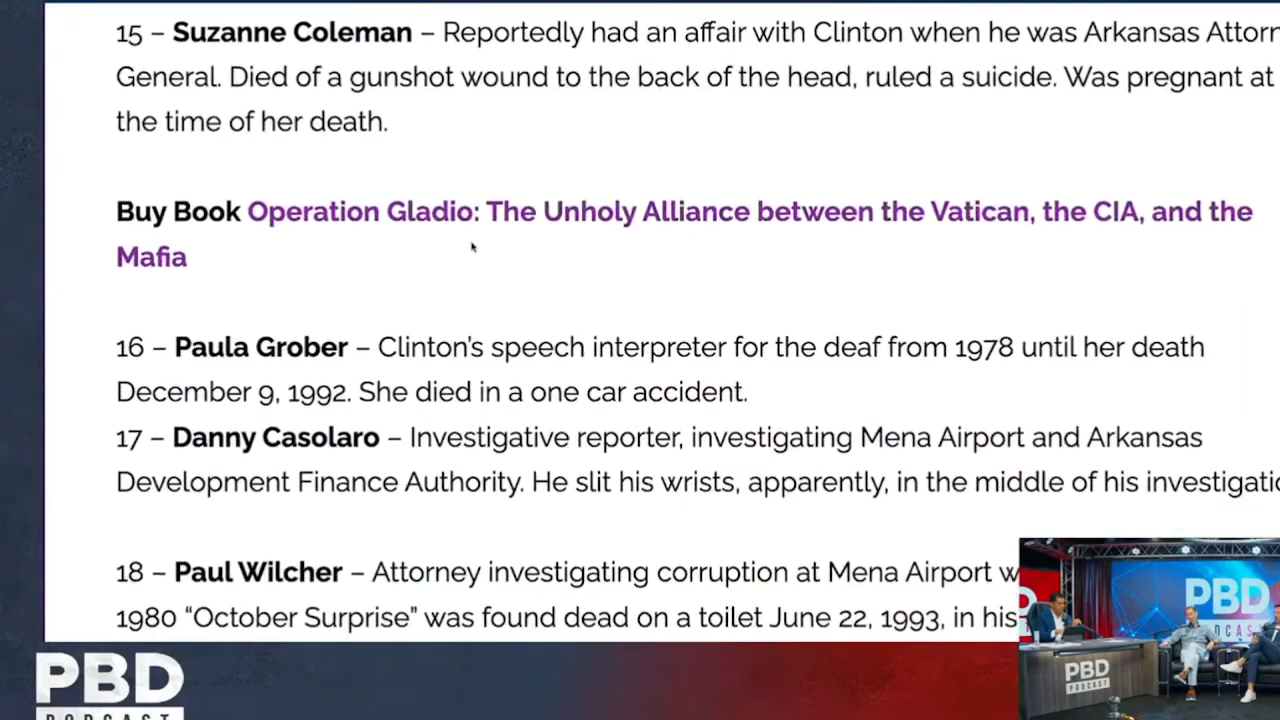 15 – Suzanne Coleman – Reportedly had an affair with Clinton when he was Arkansas
General. Died of a gunshot wound to the back of the head, ruled a suicide. Was pregnant at
the time of her death.
Buy Book Operation Gladio: The Unholy Alliance between the Vatican, the CIA, and the
Mafia
16 – Paula Grober – Clinton's speech interpreter for the deaf from 1978 until her death
December 9, 1992. She died in a one car accident.
17 – Danny Casolaro – Investigative reporter, investigating Mena Airport and Arkansas
Development Finance Authority. He slit his wrists, apparently, in the middle of his
18 – Paul Wilcher – Attorney investigating corruption at Mena Airport
1980 “October Surprise” was found dead on a toilet June 22, 1993, in his
PBD
PBD
PODCAST
PBD
PODCAST